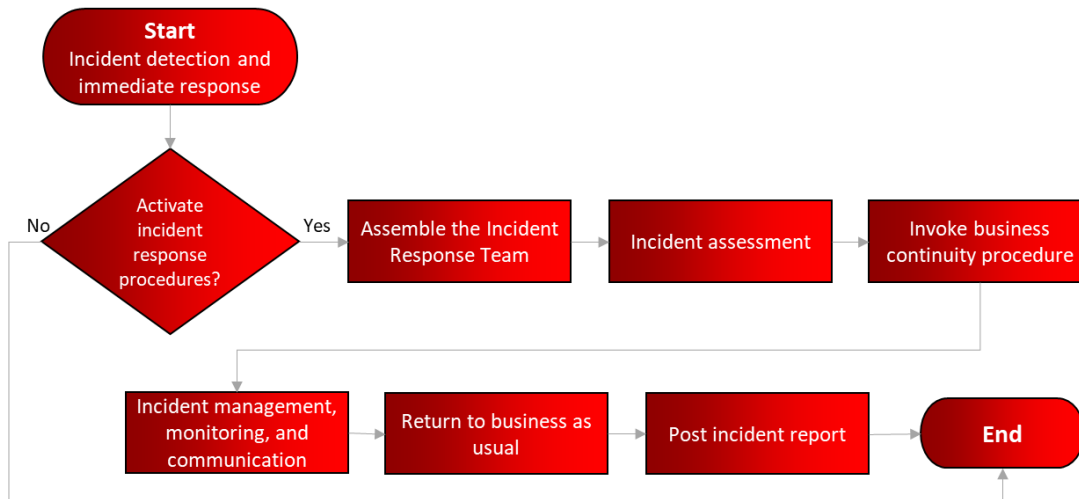 Start
Incident detection and
immediate response
Activate
incident
response
procedures?
No
Yes
Assemble the Incident
Response Team
Incident assessment
Invoke business
continuity procedure
Incident management,
monitoring, and
communication
Return to business as
usual
Post incident report
End